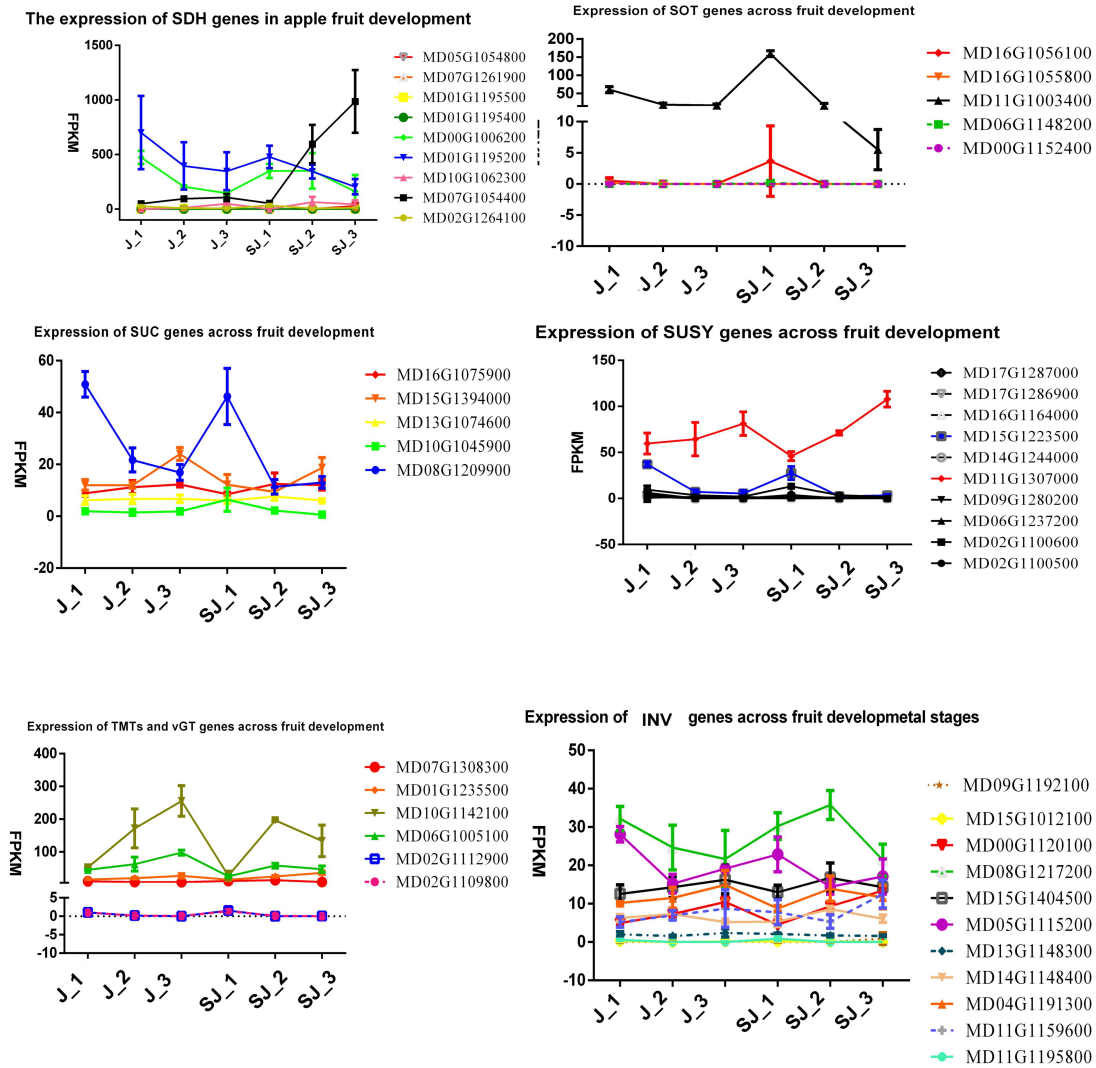 The expression of SDH genes in apple fruit development
1500
1000
500
0
FPKM
J_1
J_2
J_3
SJ_1
SJ_2
SJ_3
MD05G1054800
MD07G1261900
MD01G1195500
MD01G1195400
MD00G1006200
MD01G1195200
MD10G1062300
MD07G1054400
MD02G1264100
Expression of SOT genes across fruit development
200
150
100
50
10
5
0
-5
-10
J_1
J_2
J_3
SJ_1
SJ_2
SJ_3
MD16G1056100
MD16G1055800
MD11G1003400
MD06G1148200
MD00G1152400
Expression of SUC genes across fruit development
60
40
20
0
-20
FPKM
J_1
J_2
J_3
SJ_1
SJ_2
SJ_3
MD16G1075900
MD15G1394000
MD13G1074600
MD10G1045900
MD08G1209900
Expression of SUSY genes across fruit development
150
100
50
0
-50
FPKM
J_1
J_2
J_3
SJ_1
SJ_2
SJ_3
MD17G1287000
MD17G1286900
MD16G1164000
MD15G1223500
MD14G1244000
MD11G1307000
MD09G1280200
MD06G1237200
MD02G1100600
MD02G1100500
Expression of TMTs and vGT genes across fruit development
400
300
200
100
5
0
-5
-10
FPKM
J_1
J_2
J_3
SJ_1
SJ_2
SJ_3
MD07G1308300
MD01G1235500
MD10G1142100
MD06G1005100
MD02G1112900
MD02G1109800
Expression of INV genes across fruit developmetal stages
50
40
30
20
10
0
-10
FPKM
J_1
J_2
J_3
SJ_1
SJ_2
SJ_3
MD09G1192100
MD15G1012100
MD00G1120100
MD08G1217200
MD15G1404500
MD05G1115200
MD13G1148300
MD14G1148400
MD04G1191300
MD11G1159600
MD11G1195800